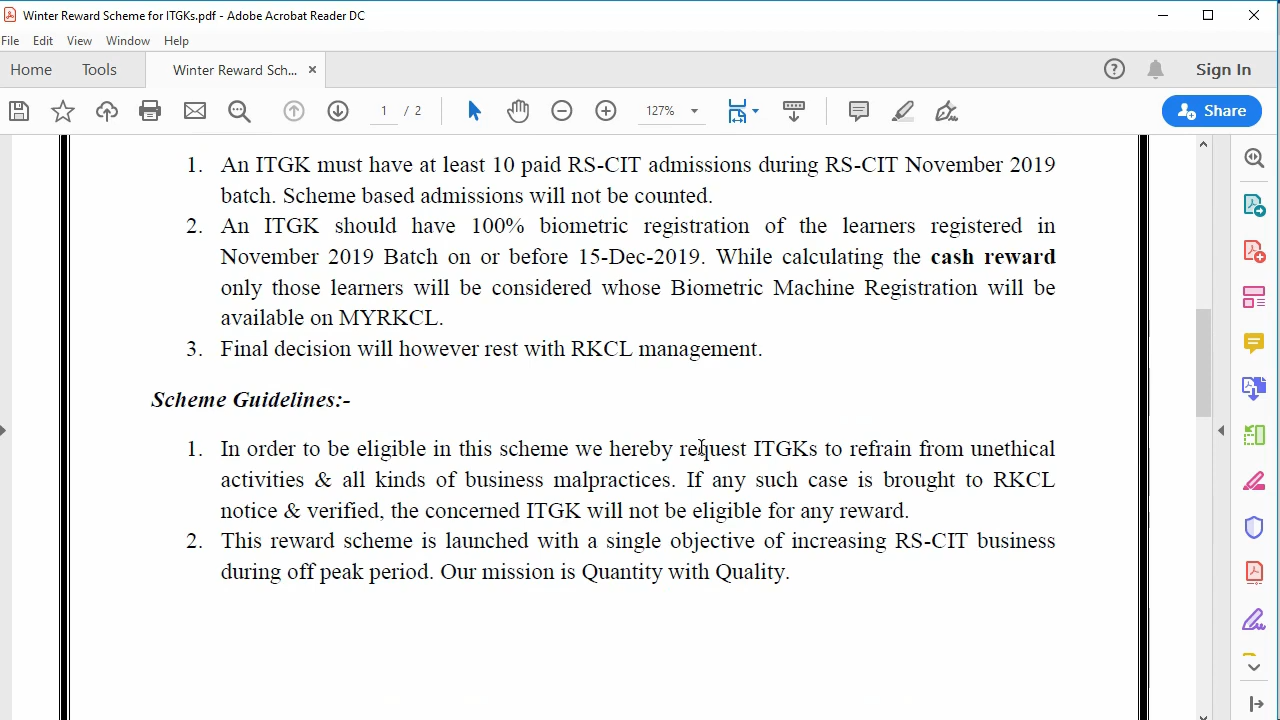 Winter Reward Scheme for ITGKs.pdf - Adobe Acrobat Reader DC
File Edit View Window Help
Home Tools Winter Reward Sch... × Sign In
1 / 2 127% Share
1. An ITGK must have at least 10 paid RS-CIT admissions during RS-CIT November 2019
batch. Scheme based admissions will not be counted.
2. An ITGK should have 100% biometric registration of the learners registered in
November 2019 Batch on or before 15-Dec-2019. While calculating the cash reward
only those learners will be considered whose Biometric Machine Registration will be
available on MYRKCL.
3. Final decision will however rest with RKCL management.
Scheme Guidelines:-
1. In order to be eligible in this scheme we hereby request ITGKs to refrain from unethical
activities & all kinds of business malpractices. If any such case is brought to RKCL
notice & verified, the concerned ITGK will not be eligible for any reward.
2. This reward scheme is launched with a single objective of increasing RS-CIT business
during off peak period. Our mission is Quantity with Quality.